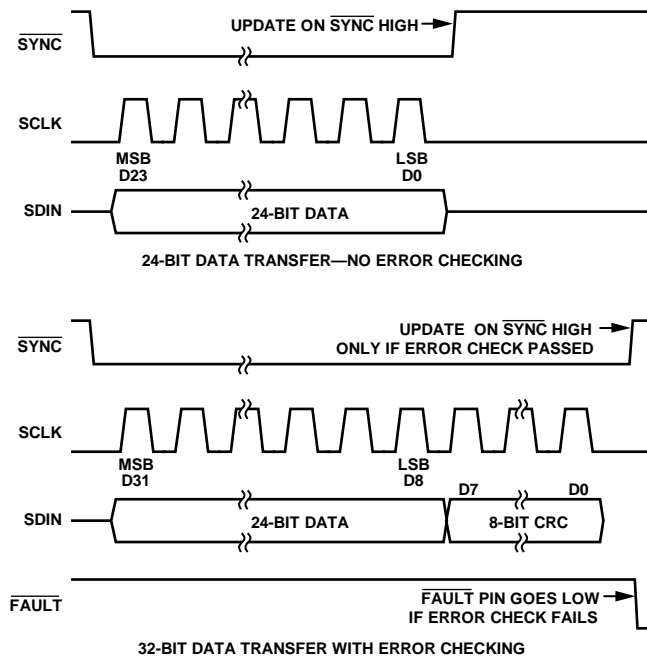 UPDATE ON SYNC HIGH
SYNC
SCLK
MSB
D23
LSB
D0
SDIN
24-BIT DATA
24-BIT DATA TRANSFER—NO ERROR CHECKING
UPDATE ON SYNC HIGH
ONLY IF ERROR CHECK PASSED
SYNC
SCLK
MSB
D31
LSB
D8
D7
D0
SDIN
24-BIT DATA
8-BIT CRC
FAULT
FAULT PIN GOES LOW
IF ERROR CHECK FAILS
32-BIT DATA TRANSFER WITH ERROR CHECKING